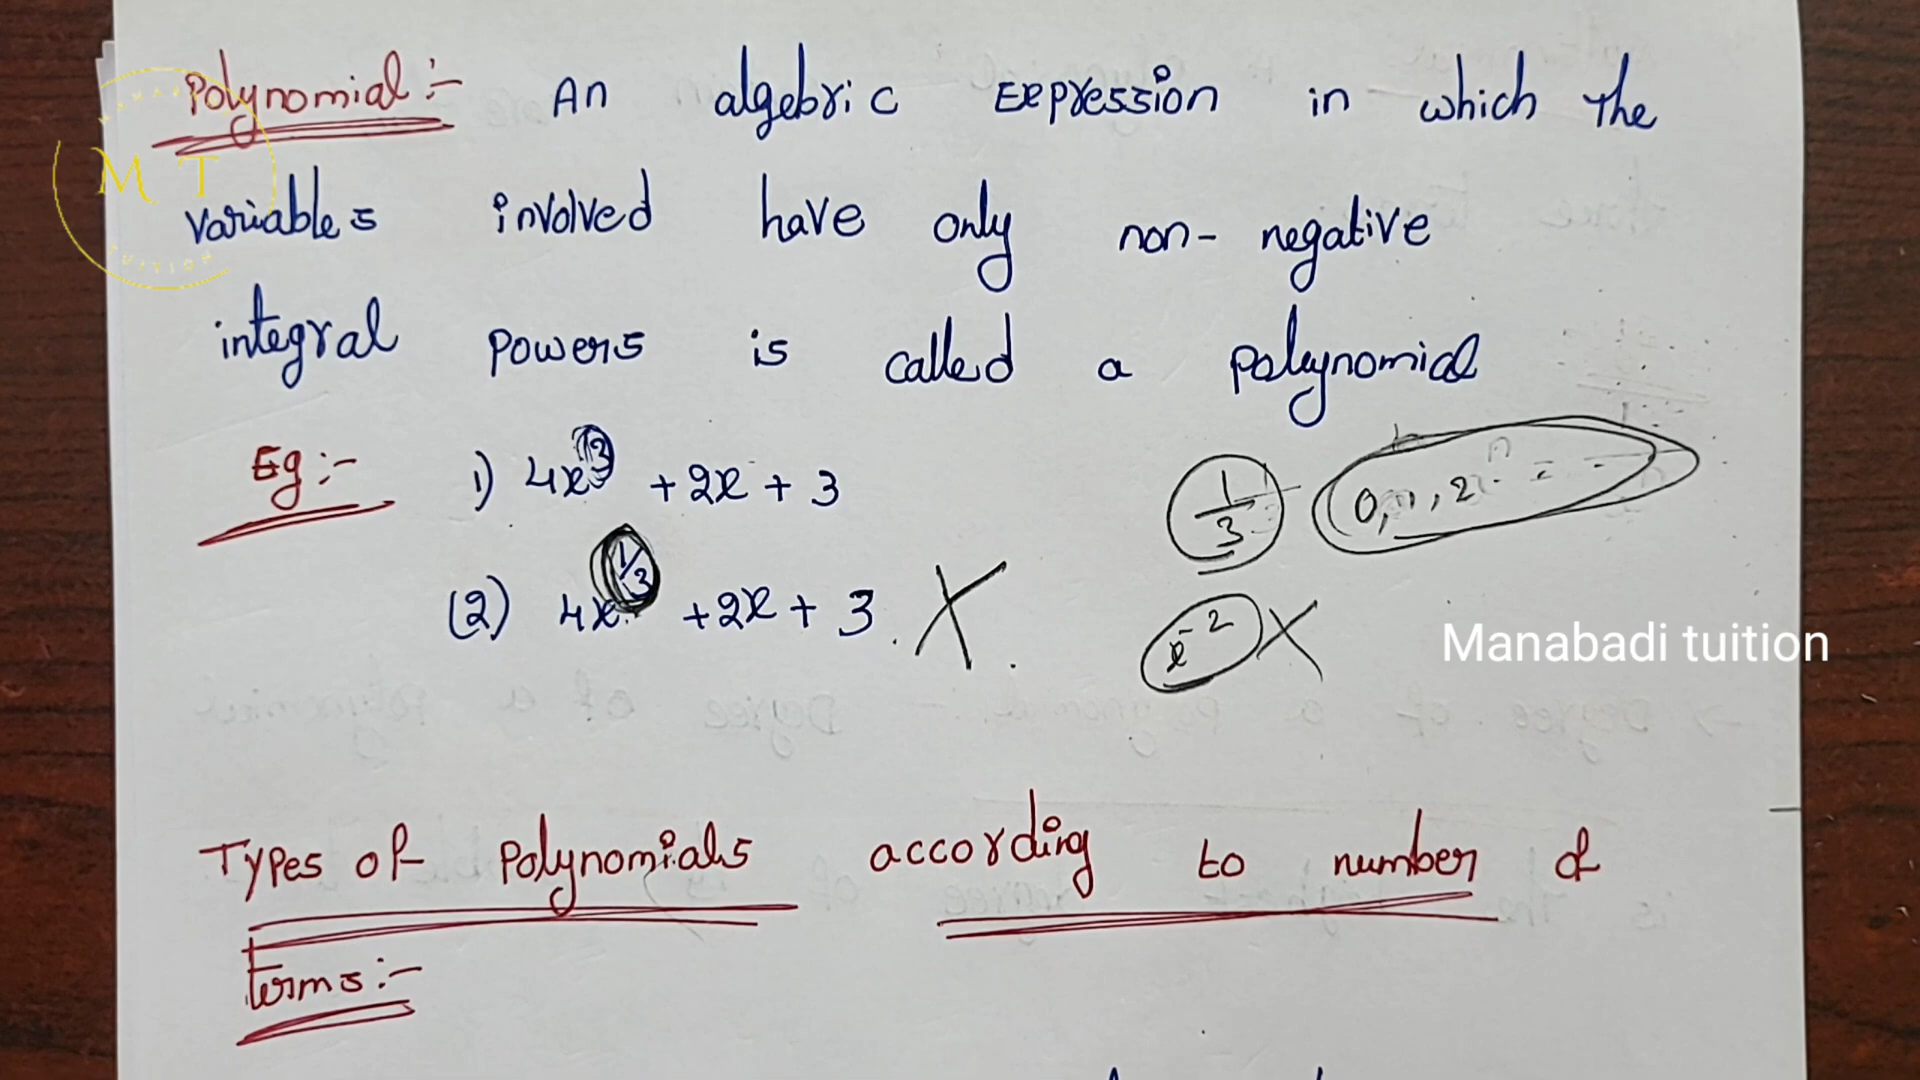 Polynomial :- An algebric Expression in which the
variables involved have only non-negative
integral powers is called a polynomial
Eg :- 1) 4x³ + 2x + 3
(2) 4x^1/3 + 2x + 3. X
1/3
0, 1, 2
x⁻² X
Manabadi tuition
Types of Polynomials according to number of
terms :-
M T
TUITION